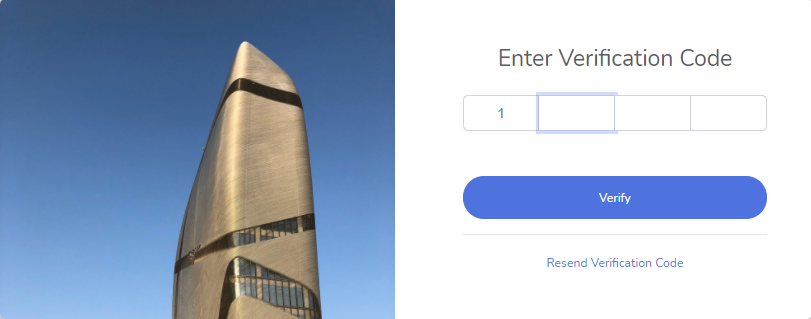 Enter Verification Code
1
Verify
Resend Verification Code